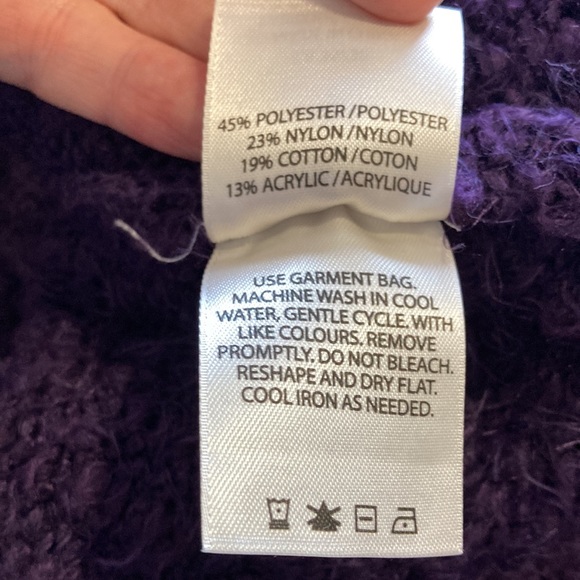 45% POLYESTER / POLYESTER
23% NYLON / NYLON
19% COTTON / COTON
13% ACRYLIC / ACRYLIQUE
USE GARMENT BAG.
MACHINE WASH IN COOL
WATER, GENTLE CYCLE. WITH
LIKE COLOURS. REMOVE
PROMPTLY. DO NOT BLEACH.
RESHAPE AND DRY FLAT.
COOL IRON AS NEEDED.